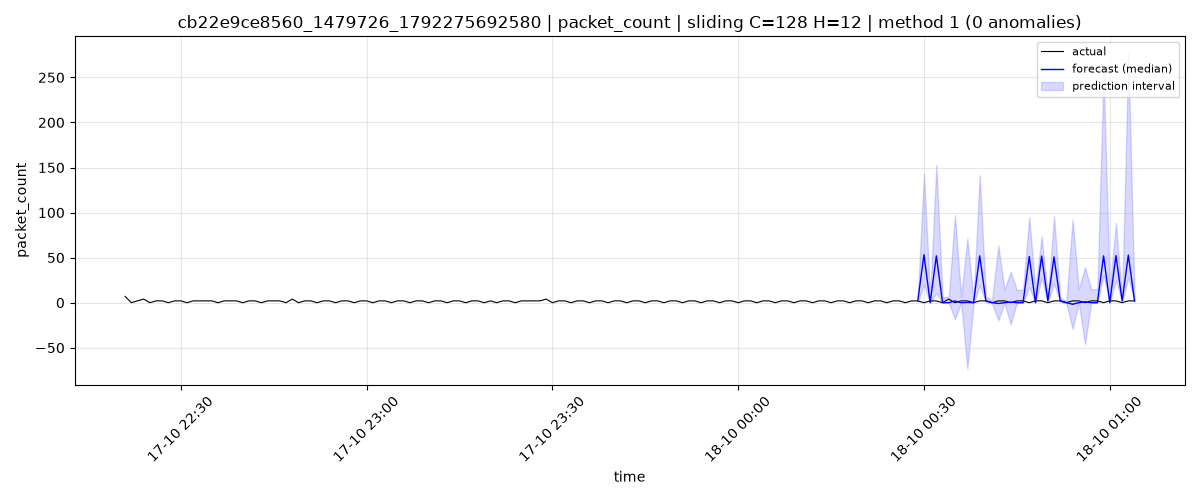 cb22e9ce8560_1479726_1792275692580 | packet_count | sliding C=128 H=12 | method 1 (0 anomalies)
actual
forecast (median)
prediction interval
250
200
150
100
50
0
−50
packet_count
17-10 22:30
17-10 23:00
17-10 23:30
18-10 00:00
18-10 00:30
18-10 01:00
time